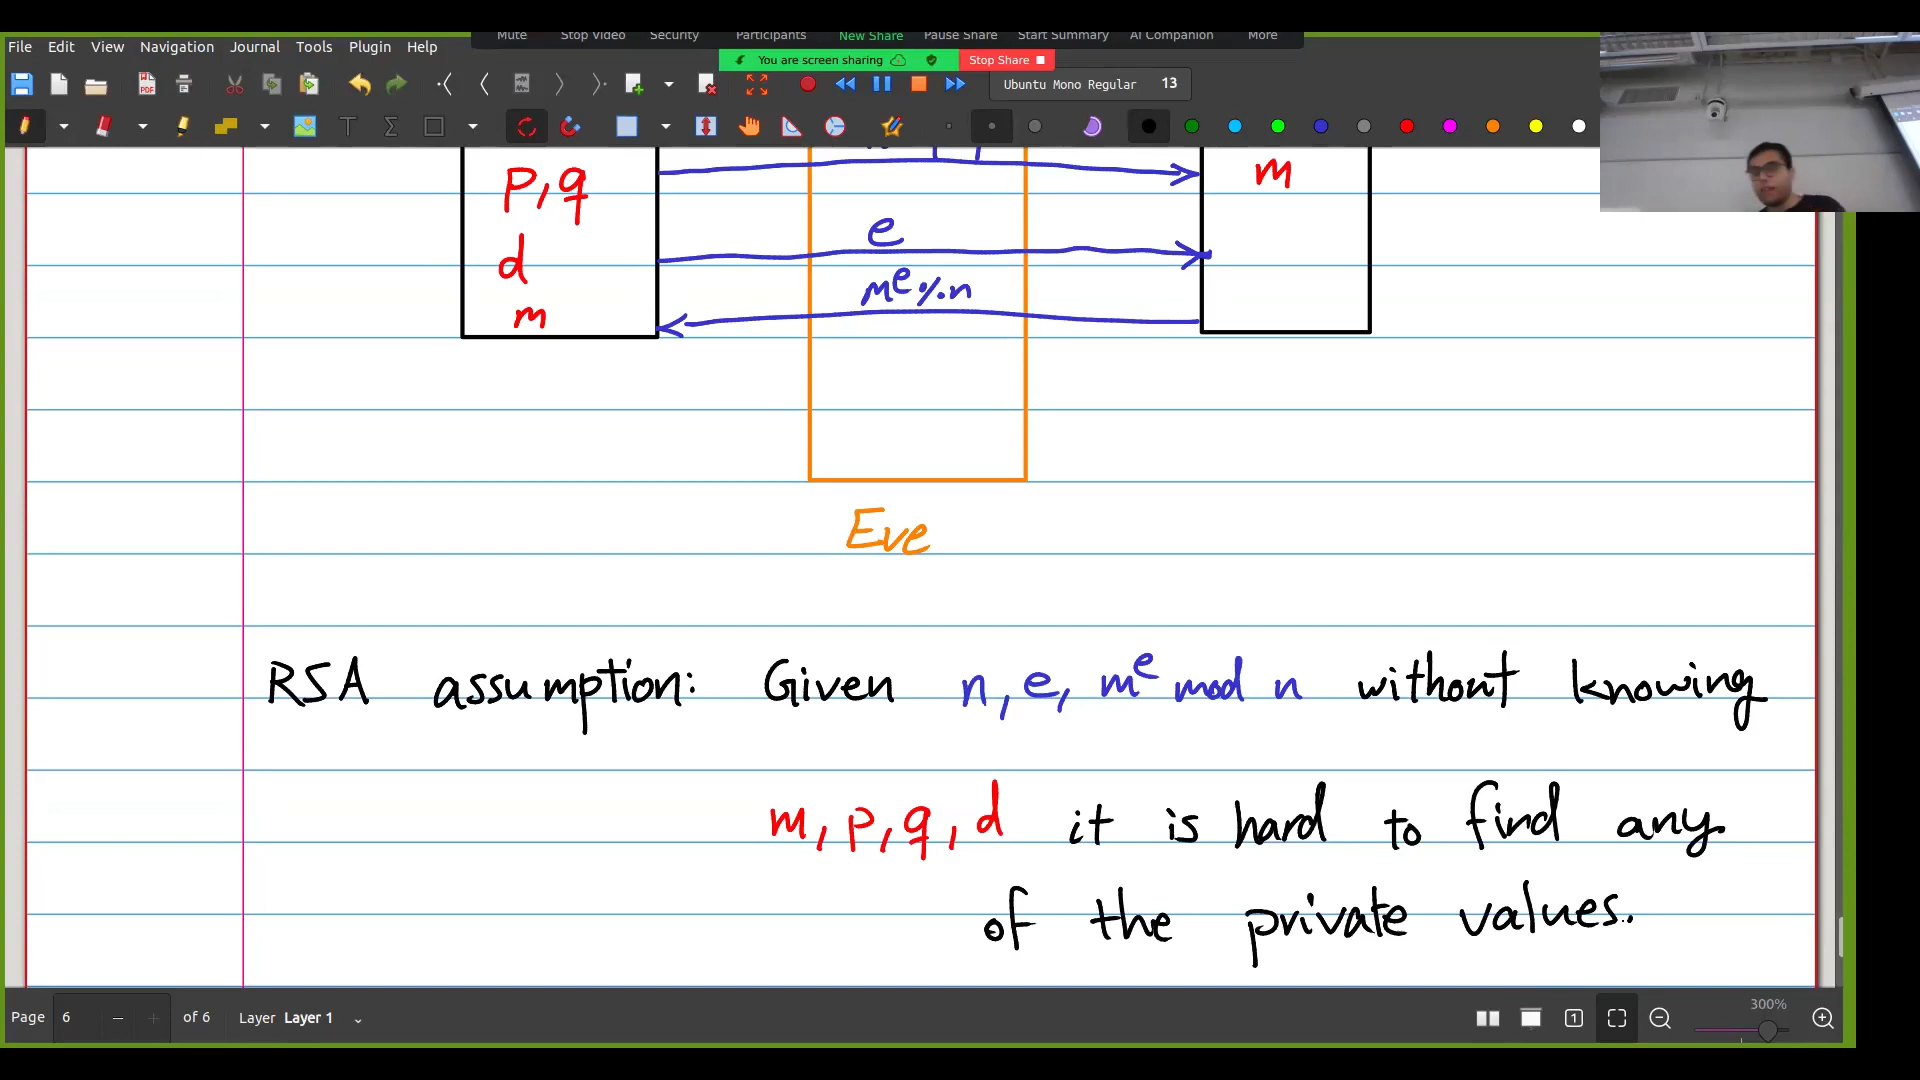 Mute Stop Video Security Participants New Share Pause Share Start Summary AI Companion More
File Edit View Navigation Journal Tools Plugin Help
You are screen sharing Stop Share
PDF Ubuntu Mono Regular 13
p, q m
d e
m m^e % n
Eve
RSA assumption: Given n, e, m^e mod n without knowing
m, p, q, d it is hard to find any
of the private values.
Page 6 of 6 Layer Layer 1 1 300%